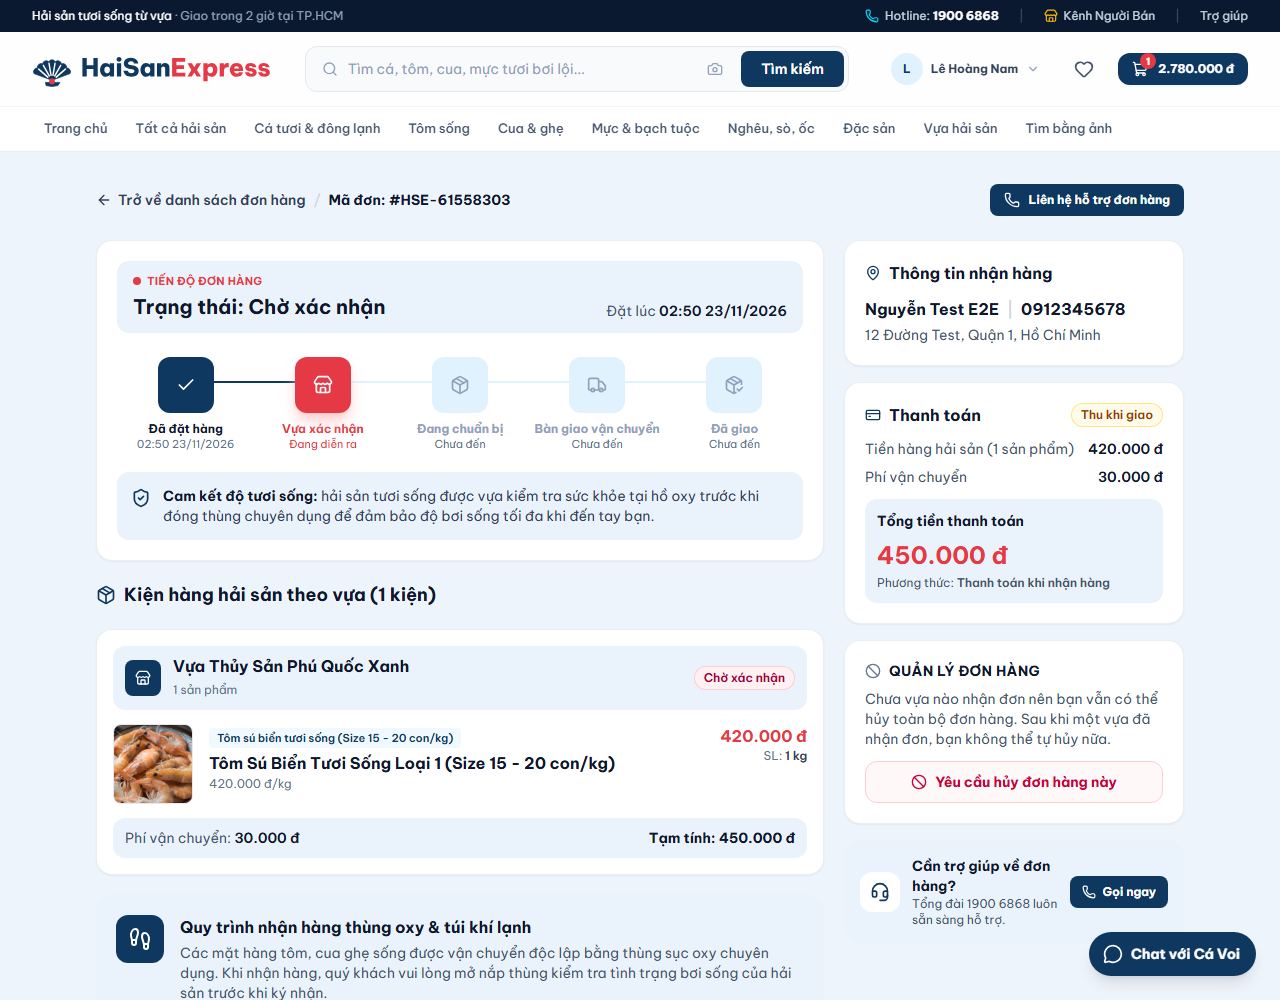 Hải sản tươi sống từ vựa · Giao trong 2 giờ tại TP.HCM
Hotline: 1900 6868
Kênh Người Bán
Trợ giúp
HaiSanExpress
Tìm cá, tôm, cua, mực tươi bơi lội...
Tìm kiếm
L
Lê Hoàng Nam
1
2.780.000 đ
Trang chủ
Tất cả hải sản
Cá tươi & đông lạnh
Tôm sống
Cua & ghẹ
Mực & bạch tuộc
Nghêu, sò, ốc
Đặc sản
Vựa hải sản
Tìm bằng ảnh
Trở về danh sách đơn hàng / Mã đơn: #HSE-61558303
Liên hệ hỗ trợ đơn hàng
TIẾN ĐỘ ĐƠN HÀNG
Trạng thái: Chờ xác nhận
Đặt lúc 02:50 23/11/2026
Đã đặt hàng
02:50 23/11/2026
Vựa xác nhận
Đang diễn ra
Đang chuẩn bị
Chưa đến
Bàn giao vận chuyển
Chưa đến
Đã giao
Chưa đến
Cam kết độ tươi sống: hải sản tươi sống được vựa kiểm tra sức khỏe tại hồ oxy trước khi
đóng thùng chuyên dụng để đảm bảo độ bơi sống tối đa khi đến tay bạn.
Kiện hàng hải sản theo vựa (1 kiện)
Vựa Thủy Sản Phú Quốc Xanh
1 sản phẩm
Chờ xác nhận
Tôm sú biển tươi sống (Size 15 - 20 con/kg)
Tôm Sú Biển Tươi Sống Loại 1 (Size 15 - 20 con/kg)
420.000 đ/kg
420.000 đ
SL: 1 kg
Phí vận chuyển: 30.000 đ
Tạm tính: 450.000 đ
Quy trình nhận hàng thùng oxy & túi khí lạnh
Các mặt hàng tôm, cua ghẹ sống được vận chuyển độc lập bằng thùng sục oxy chuyên
dụng. Khi nhận hàng, quý khách vui lòng mở nắp thùng kiểm tra tình trạng bơi sống của hải
sản trước khi ký nhận.
Thông tin nhận hàng
Nguyễn Test E2E | 0912345678
12 Đường Test, Quận 1, Hồ Chí Minh
Thanh toán
Thu khi giao
Tiền hàng hải sản (1 sản phẩm) 420.000 đ
Phí vận chuyển 30.000 đ
Tổng tiền thanh toán
450.000 đ
Phương thức: Thanh toán khi nhận hàng
QUẢN LÝ ĐƠN HÀNG
Chưa vựa nào nhận đơn nên bạn vẫn có thể
hủy toàn bộ đơn hàng. Sau khi một vựa đã
nhận đơn, bạn không thể tự hủy nữa.
Yêu cầu hủy đơn hàng này
Cần trợ giúp về đơn
hàng?
Tổng đài 1900 6868 luôn
sẵn sàng hỗ trợ.
Gọi ngay
Chat với Cá Voi